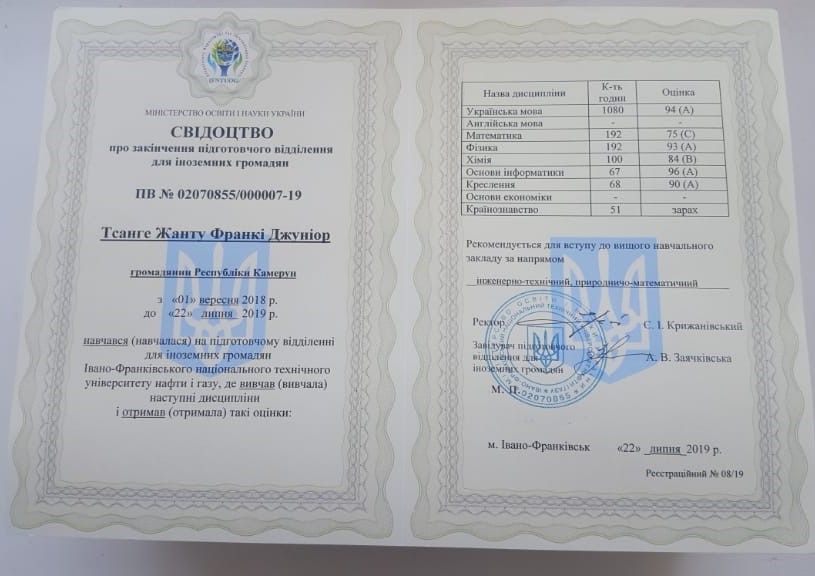 IFNTUOG
МІНІСТЕРСТВО ОСВІТИ І НАУКИ УКРАЇНИ
СВІДОЦТВО
про закінчення підготовчого відділення
для іноземних громадян
ПВ № 02070855/000007-19
Тсанге Жанту Франкі Джуніор
громадянин Республіки Камерун
з «01» вересня 2018 р.
до «22» липня 2019 р.
навчався (навчалася) на підготовчому відділенні
для іноземних громадян
Івано-Франківського національного технічного
університету нафти і газу, де вивчав (вивчала)
наступні дисципліни
і отримав (отримала) такі оцінки:
Назва дисципліни К-ть годин Оцінка
Українська мова 1080 94 (А)
Англійська мова - -
Математика 192 75 (С)
Фізика 192 93 (А)
Хімія 100 84 (В)
Основи інформатики 67 96 (А)
Креслення 68 90 (А)
Основи економіки - -
Країнознавство 51 зарах
Рекомендується для вступу до вищого навчального
закладу за напрямом
інженерно-технічний, природничо-математичний
Ректор Є. І. Крижанівський
Завідувач підготовчого
відділення для А. В. Заячківська
іноземних громадян
М. П.
02070855
м. Івано-Франківськ «22» липня 2019 р.
Реєстраційний № 08/19